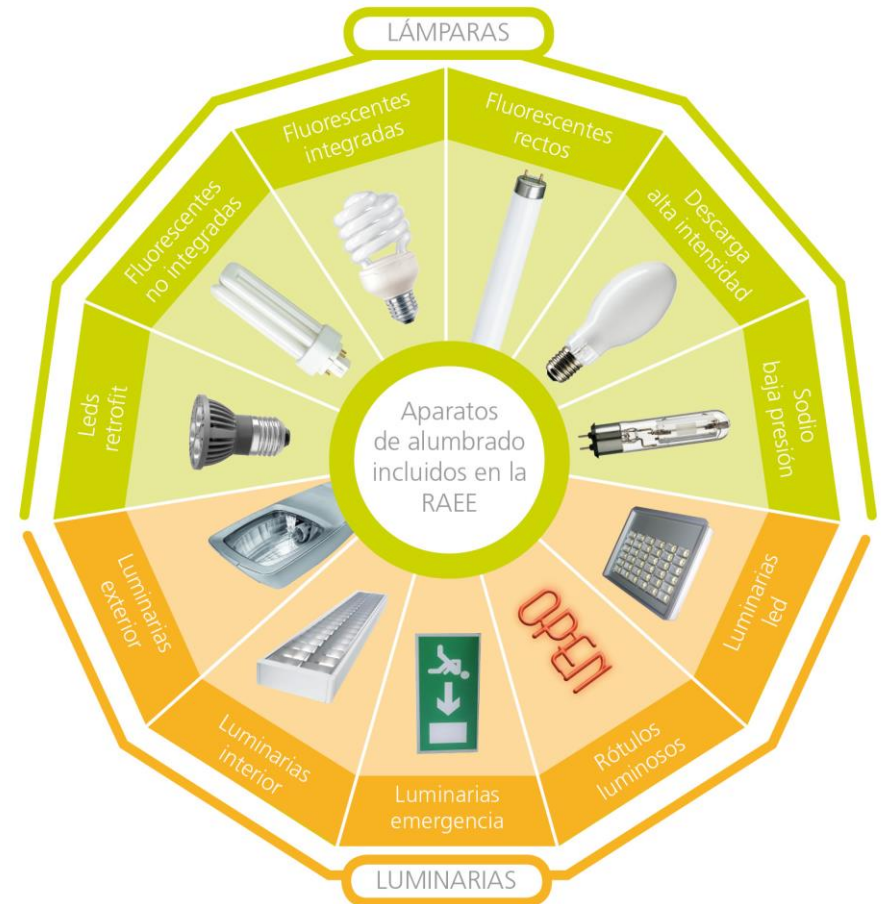 LÁMPARAS
Fluorescentes
integradas
Fluorescentes
rectos
Fluorescentes
no integradas
Descarga
alta intensidad
Leds
retrofit
Sodio
baja presión
Aparatos
de alumbrado
incluidos en la
RAEE
Luminarias
exterior
Luminarias
led
OPEN
Luminarias
interior
Rótulos
luminosos
Luminarias
emergencia
LUMINARIAS